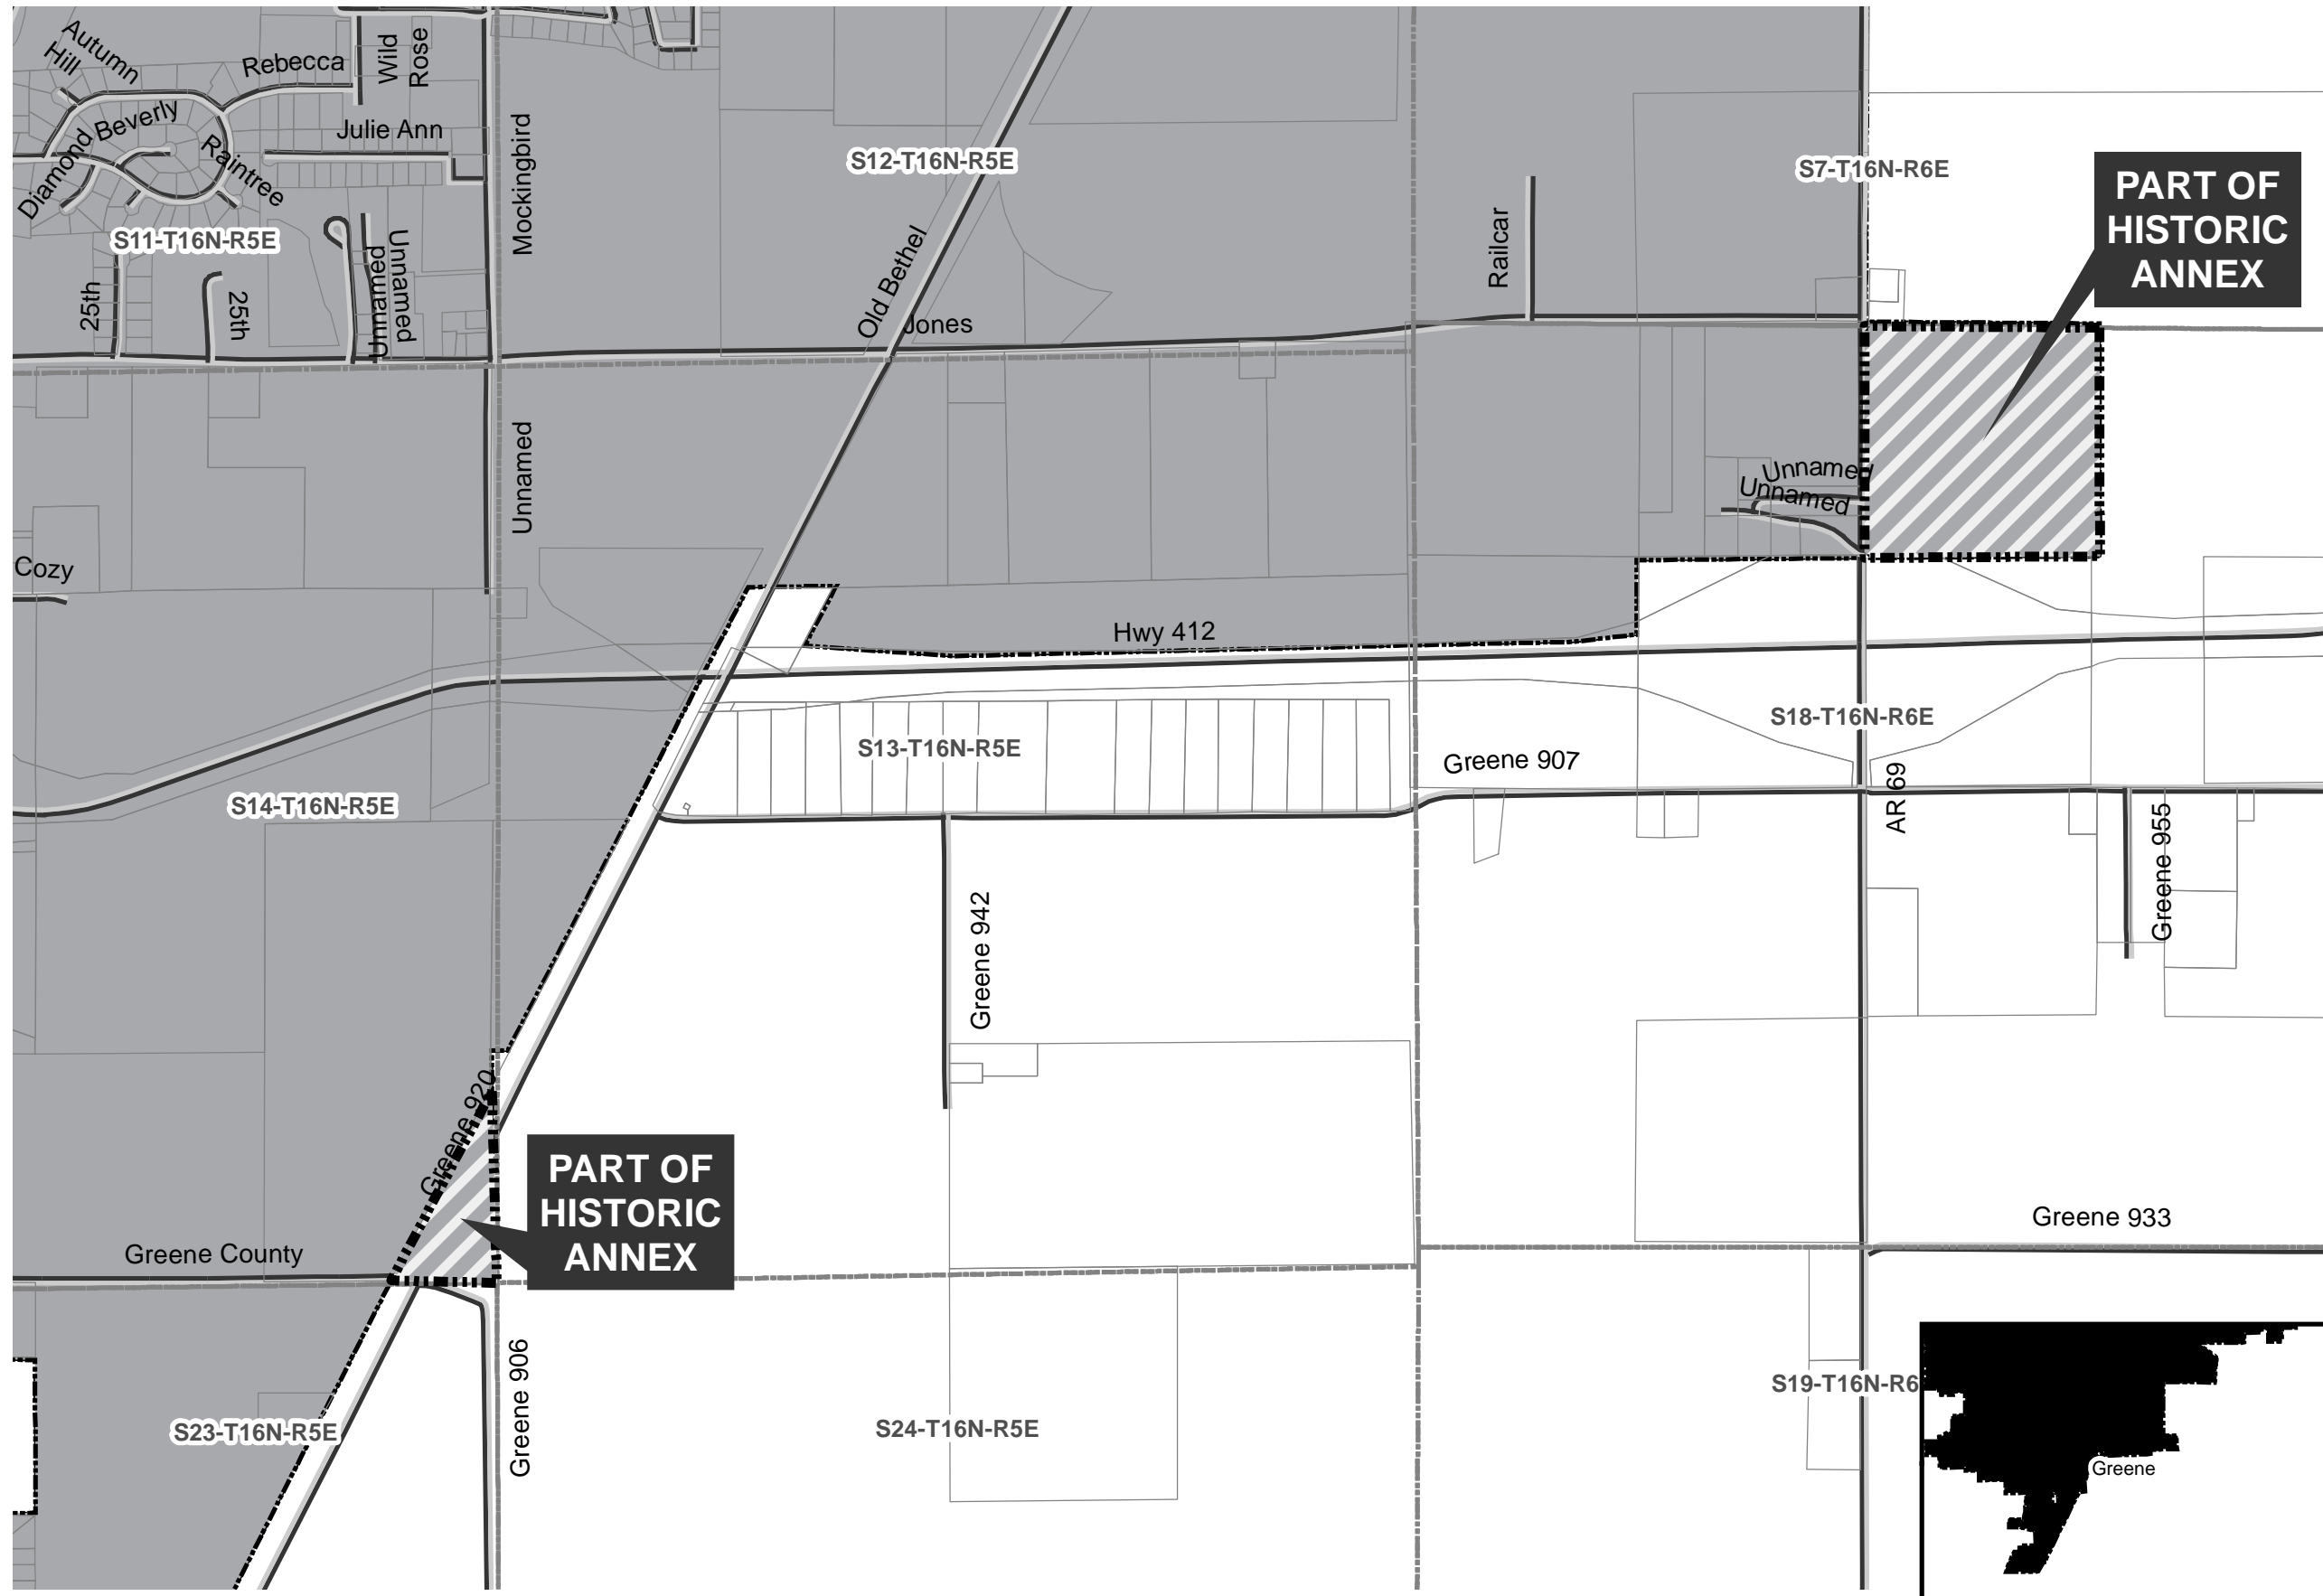 Autumn
Hill
Rebecca
Wild
Rose
Diamond
Beverly
Raintree
Julie Ann
Mockingbird
S12-T16N-R5E
S7-T16N-R6E
PART OF
HISTORIC
ANNEX
S11-T16N-R5E
25th
25th
Unnamed
Unnamed
Old Bethel
Jones
Railcar
Unnamed
Unnamed
Unnamed
Cozy
Hwy 412
S13-T16N-R5E
S18-T16N-R6E
Greene 907
S14-T16N-R5E
AR 69
Greene 955
Greene 942
Greene 920
PART OF
HISTORIC
ANNEX
Greene County
Greene 933
Greene 906
S23-T16N-R5E
S24-T16N-R5E
S19-T16N-R6
Greene